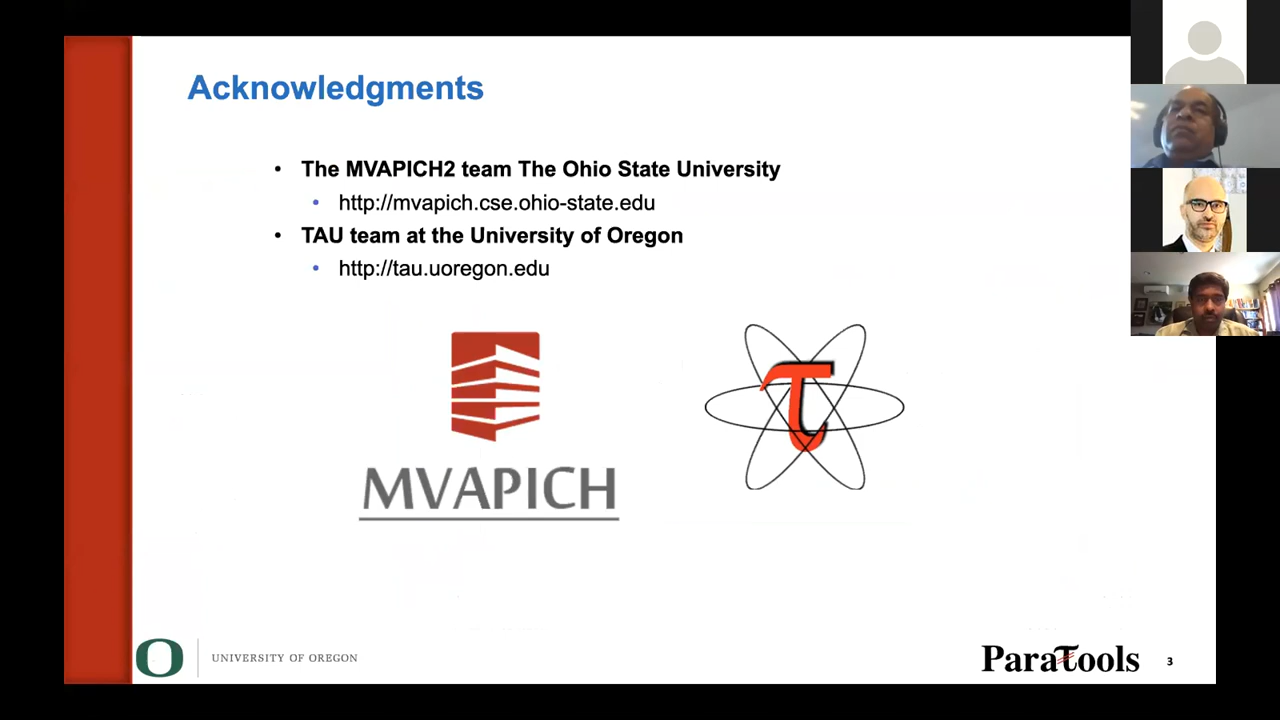 Acknowledgments
• The MVAPICH2 team The Ohio State University
• http://mvapich.cse.ohio-state.edu
• TAU team at the University of Oregon
• http://tau.uoregon.edu
τ
MVAPICH
O UNIVERSITY OF OREGON
ParaTools
3